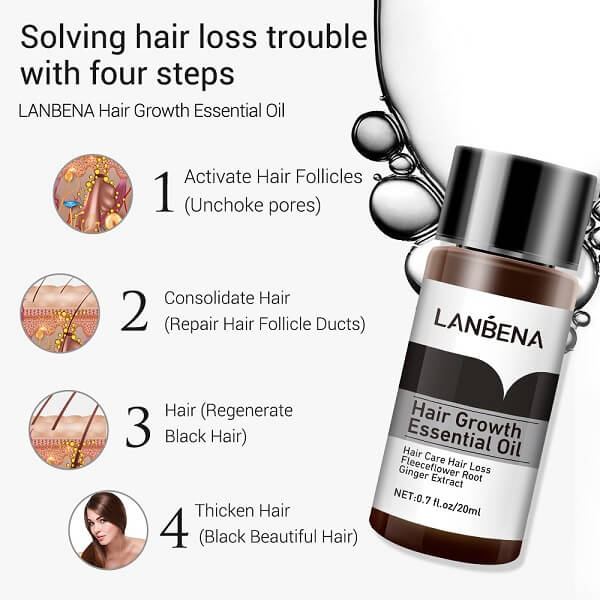 Solving hair loss trouble
with four steps
LANBENA Hair Growth Essential Oil
1 Activate Hair Follicles
(Unchoke pores)
2 Consolidate Hair
(Repair Hair Follicle Ducts)
3 Hair (Regenerate
Black Hair)
4 Thicken Hair
(Black Beautiful Hair)
LANBENA
Hair Growth
Essential Oil
Hair Care Hair Loss
Fleeceflower Root
Ginger Extract
NET:0.7 fl.oz/20ml